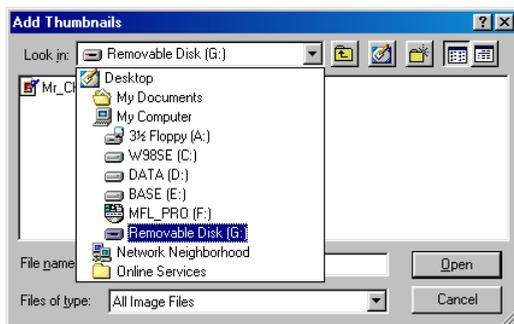 Add Thumbnails
Look in: Removable Disk (G:)
Desktop
My Documents
My Computer
3½ Floppy (A:)
W98SE (C:)
DATA (D:)
BASE (E:)
MFL_PRO (F:)
Removable Disk (G:
Network Neighborhood
Online Services
File name
Open
Files of type: All Image Files
Cancel